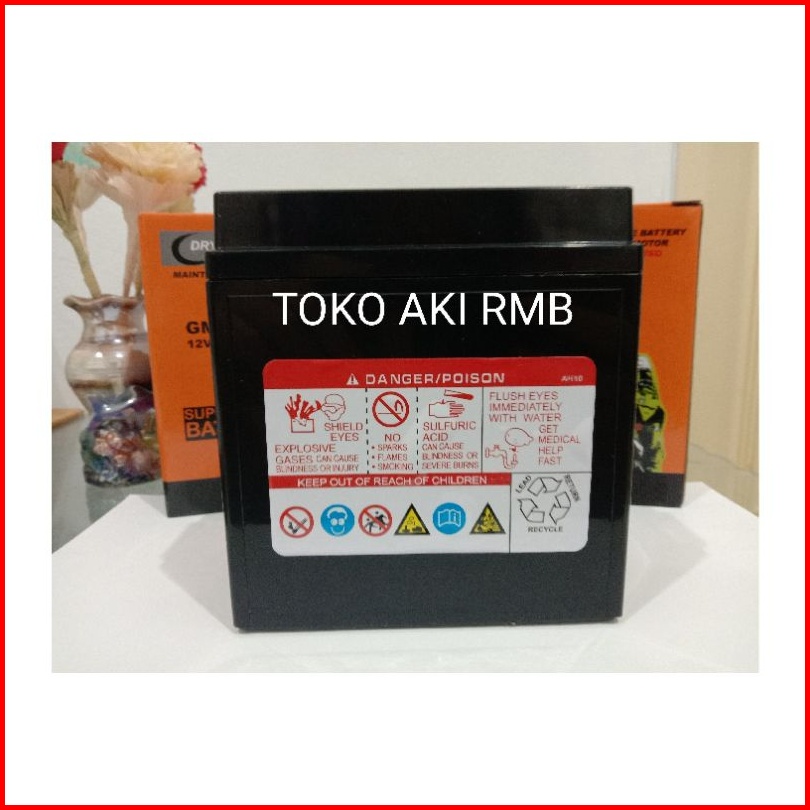 DRY
MAINT
GM
12V
SUP
BA
E BATTERY
MOTOR
TOKO AKI RMB
DANGER/POISON
SHIELD
EYES
EXPLOSIVE
GASES CAN CAUSE
BLINDNESS OR INJURY
NO
• SPARKS
• FLAMES
• SMOKING
SULFURIC
ACID
CAN CAUSE
BLINDNESS OR
SEVERE BURNS
FLUSH EYES
IMMEDIATELY
WITH WATER
GET
MEDICAL
HELP
FAST
KEEP OUT OF REACH OF CHILDREN
LEAD
RETURN
RECYCLE